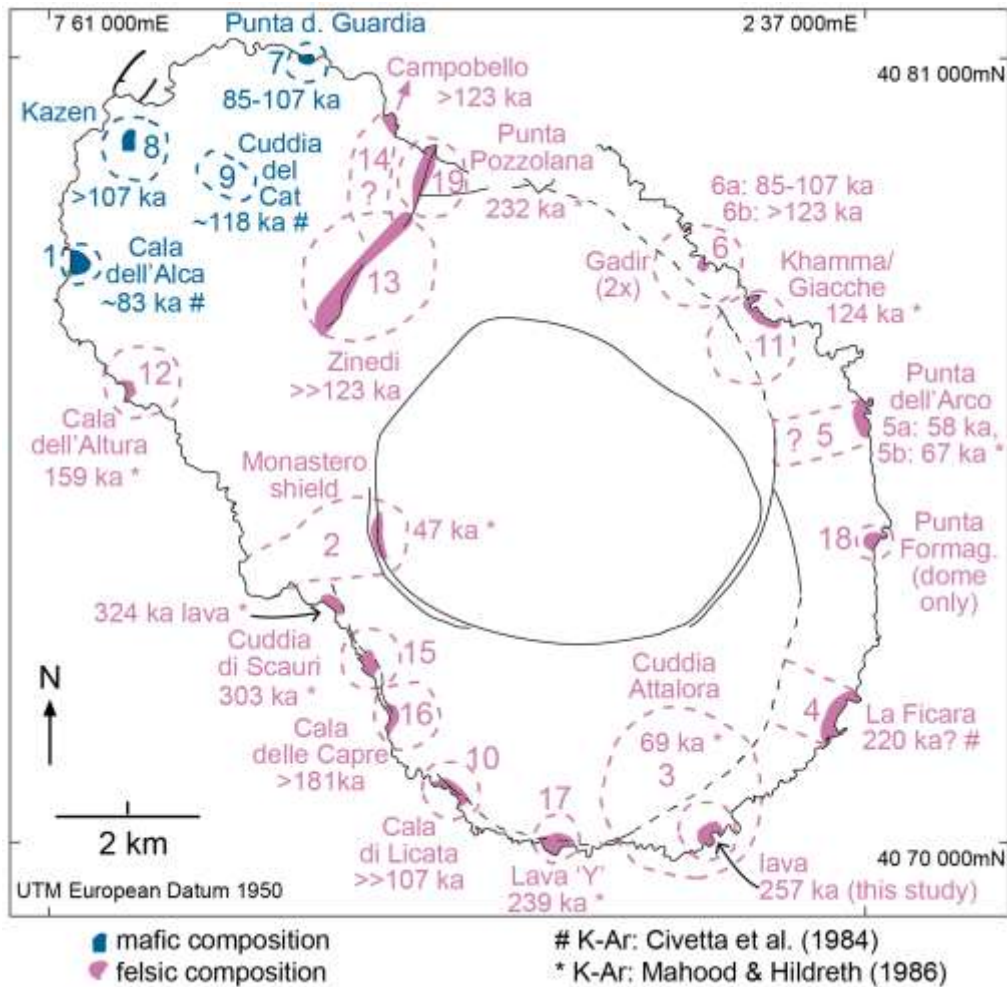 7 61 000mE
Punta d. Guardia
2 37 000mE
7
85-107 ka
Campobello
>123 ka
40 81 000mN
Kazen
8
>107 ka
9
Cuddia
del
Cat
~118 ka #
14
?
19
Punta
Pozzolana
232 ka
6a: 85-107 ka
6b: >123 ka
6
Gadir
(2x)
Khamma/
Giacche
124 ka *
11
1
Cala
dell'Alca
~83 ka #
13
Zinedi
>>123 ka
12
Cala
dell'Altura
159 ka *
Punta
dell'Arco
5a: 58 ka,
5b: 67 ka *
? 5
Monastero
shield
2
47 ka *
18
Punta
Formag.
(dome
only)
324 ka lava *
Cuddia
di Scauri
303 ka *
15
16
Cala
delle Capre
>181ka
Cuddia
Attalora
69 ka *
3
4
La Ficara
220 ka? #
N
10
Cala
di Licata
>>107 ka
17
Lava 'Y'
239 ka *
lava
257 ka (this study)
40 70 000mN
2 km
UTM European Datum 1950
mafic composition
felsic composition
# K-Ar: Civetta et al. (1984)
* K-Ar: Mahood & Hildreth (1986)